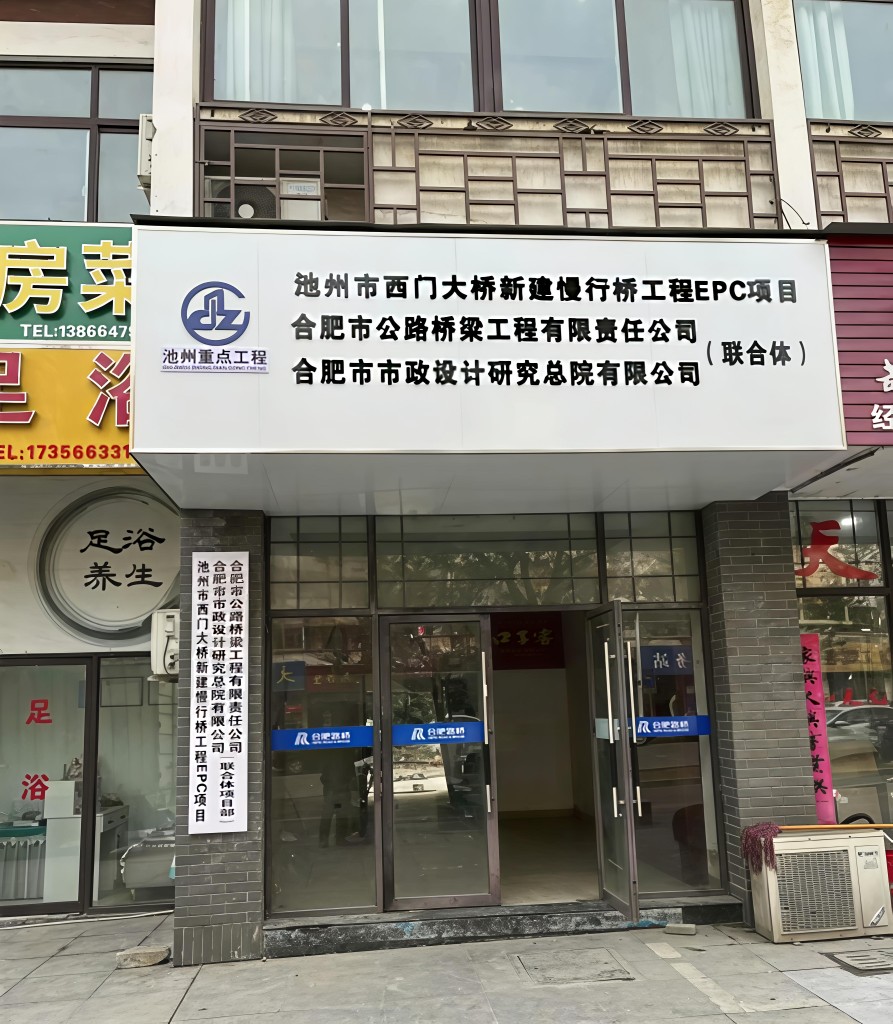 房菜
TEL:1386647
足浴
EL:173566331
足浴
养生
足
浴
池州重点工程
池州市西门大桥新建慢行桥工程EPC项目
合肥市公路桥梁工程有限责任公司
合肥市市政设计研究总院有限公司
（联合体）
合肥市公路桥梁工程有限责任公司
合肥市市政设计研究总院有限公司
联合体项目部
池州市西门大桥新建慢行桥工程EPC项目
合肥路桥
合肥路桥
合肥路桥
务站
天
经